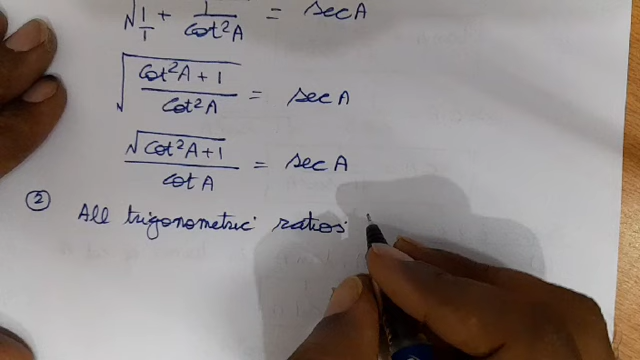 √1/1 + 1/cot²A = sec A
√cot²A + 1/cot²A = sec A
√cot²A+1/cot A = sec A
② All trigonometric ratios